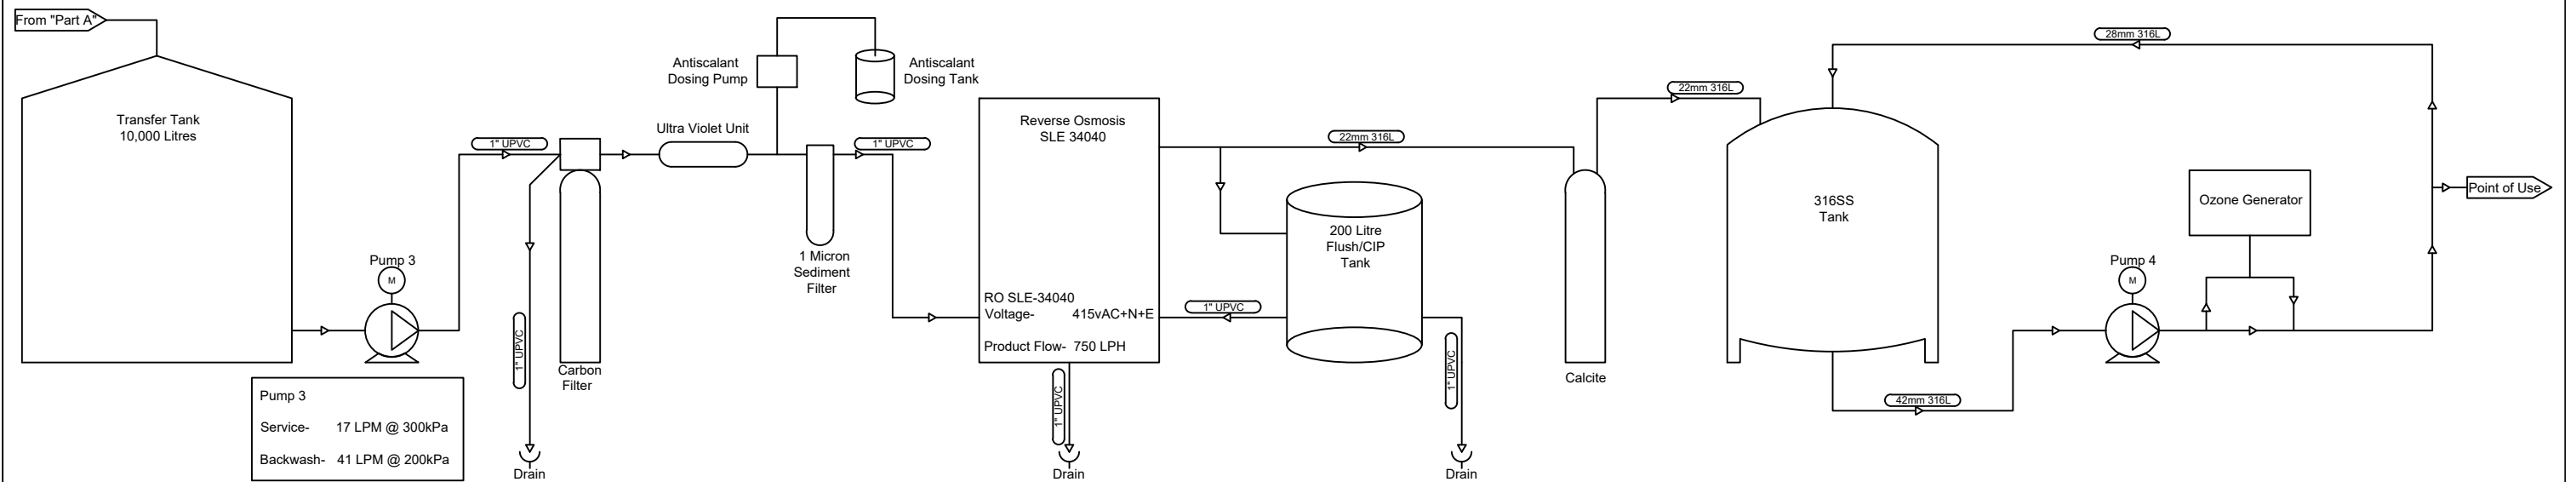 From "Part A"
Transfer Tank
10,000 Litres
Pump 3
M
Pump 3
Service- 17 LPM @ 300kPa
Backwash- 41 LPM @ 200kPa
1" UPVC
1" UPVC
Drain
Carbon
Filter
Ultra Violet Unit
Antiscalant
Dosing Pump
Antiscalant
Dosing Tank
1 Micron
Sediment
Filter
1" UPVC
Reverse Osmosis
SLE 34040
RO SLE-34040
Voltage- 415vAC+N+E
Product Flow- 750 LPH
1" UPVC
Drain
22mm 316L
200 Litre
Flush/CIP
Tank
1" UPVC
1" UPVC
Drain
Calcite
22mm 316L
316SS
Tank
28mm 316L
42mm 316L
Pump 4
M
Ozone Generator
Point of Use